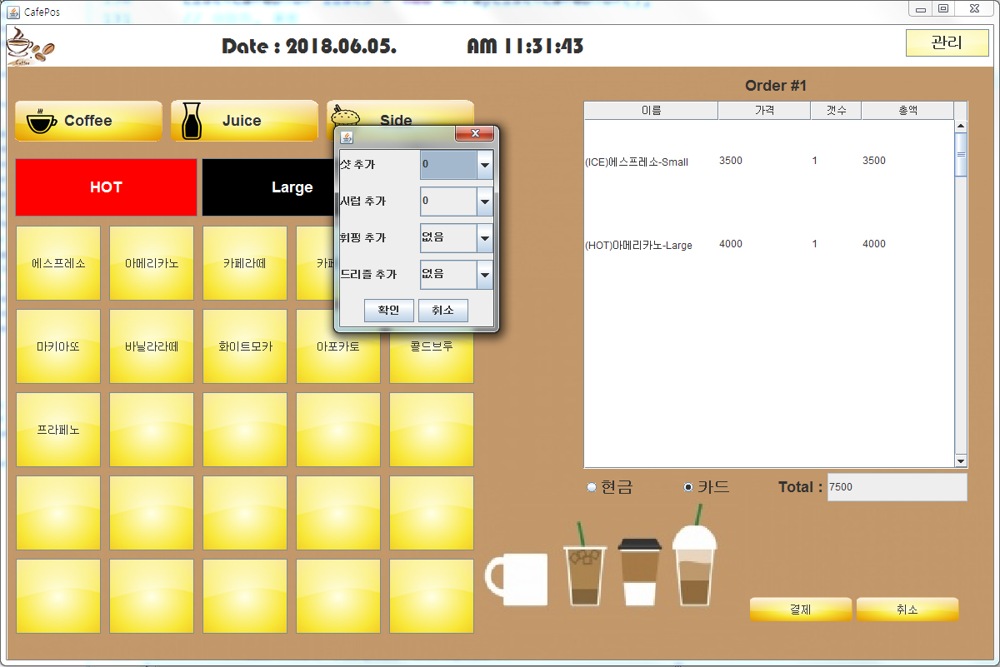 CafePos
Coffee
Date : 2018.06.05.
AM 11:31:43
관리
Coffee
Juice
Side
HOT
Large
샷 추가
0
시럽 추가
0
휘핑 추가
없음
드리즐 추가
없음
확인
취소
에스프레소
아메리카노
카페라떼
마키아또
바닐라라떼
화이트모카
아포카토
콜드브루
프라페노
Order #1
이름 가격 갯수 총액
(ICE)에스프레소-Small 3500 1 3500
(HOT)아메리카노-Large 4000 1 4000
현금
카드
Total : 7500
결제
취소